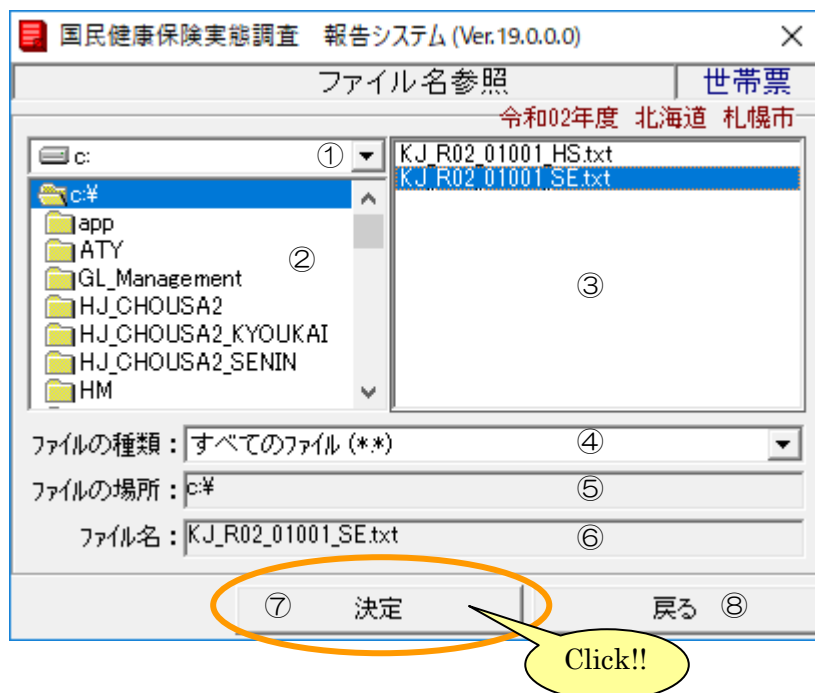 国民健康保険実態調査　報告システム (Ver.19.0.0.0)
ファイル名参照
世帯票
令和02年度 北海道 札幌市
c: ①
KJ_R02_01001_HS.txt
KJ_R02_01001_SE.txt
c:¥
app
ATY
②
GL_Management
③
HJ_CHOUSA2
HJ_CHOUSA2_KYOUKAI
HJ_CHOUSA2_SENIN
HM
ファイルの種類：すべてのファイル (*.*) ④
ファイルの場所：c:¥ ⑤
ファイル名：KJ_R02_01001_SE.txt ⑥
⑦ 決定
戻る ⑧
Click!!